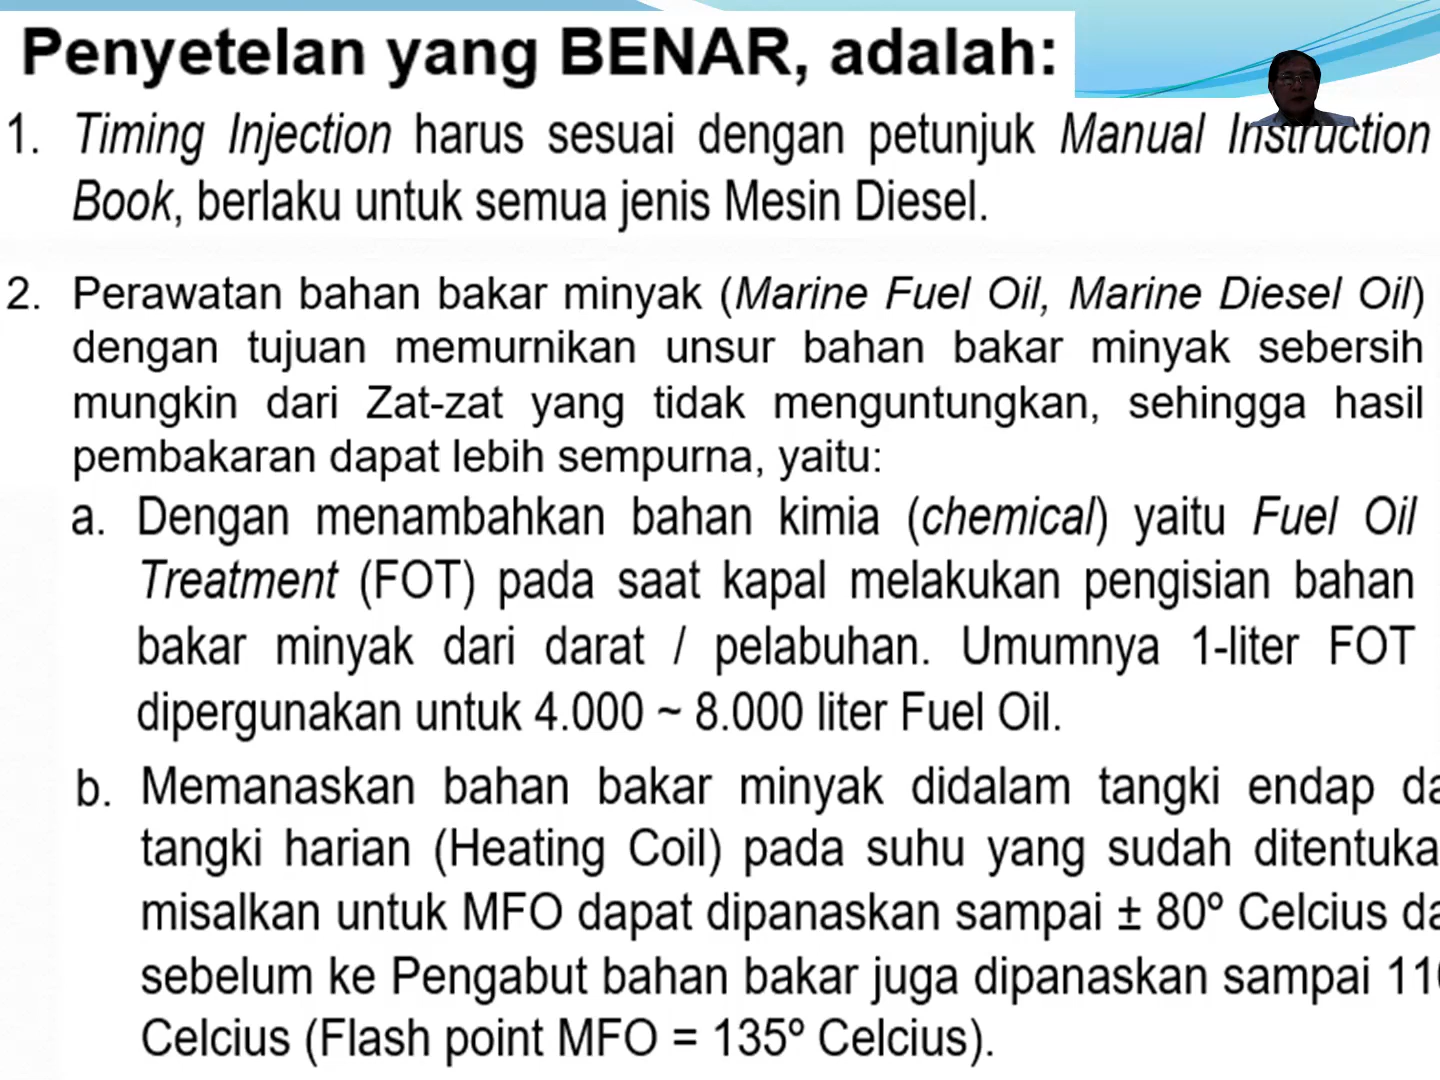 Penyetelan yang BENAR, adalah:
1. Timing Injection harus sesuai dengan petunjuk Manual Instruction
Book, berlaku untuk semua jenis Mesin Diesel.
2. Perawatan bahan bakar minyak (Marine Fuel Oil, Marine Diesel Oil)
dengan tujuan memurnikan unsur bahan bakar minyak sebersih
mungkin dari Zat-zat yang tidak menguntungkan, sehingga hasil
pembakaran dapat lebih sempurna, yaitu:
a. Dengan menambahkan bahan kimia (chemical) yaitu Fuel Oil
Treatment (FOT) pada saat kapal melakukan pengisian bahan
bakar minyak dari darat / pelabuhan. Umumnya 1-liter FOT
dipergunakan untuk 4.000 ~ 8.000 liter Fuel Oil.
b. Memanaskan bahan bakar minyak didalam tangki endap
tangki harian (Heating Coil) pada suhu yang sudah
misalkan untuk MFO dapat dipanaskan sampai ± 80º Celcius
sebelum ke Pengabut bahan bakar juga dipanaskan sampai
Celcius (Flash point MFO = 135º Celcius).